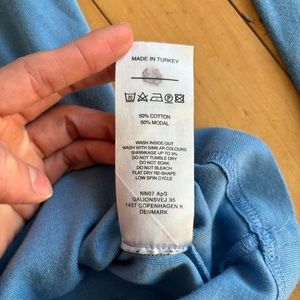 MADE IN TURKEY
50% COTTON
50% MODAL
WASH INSIDE-OUT
WASH WITH SIMILAR COLOURS
SHRINKAGE UP TO 3%
DO NOT TUMBLE DRY
DO NOT SOAK
DO NOT BLEACH
FLAT DRY RE-SHAPE
LOW SPIN CYCLE
NN07 ApS
GALIONSVEJ 35
1437 COPENHAGEN K
DENMARK